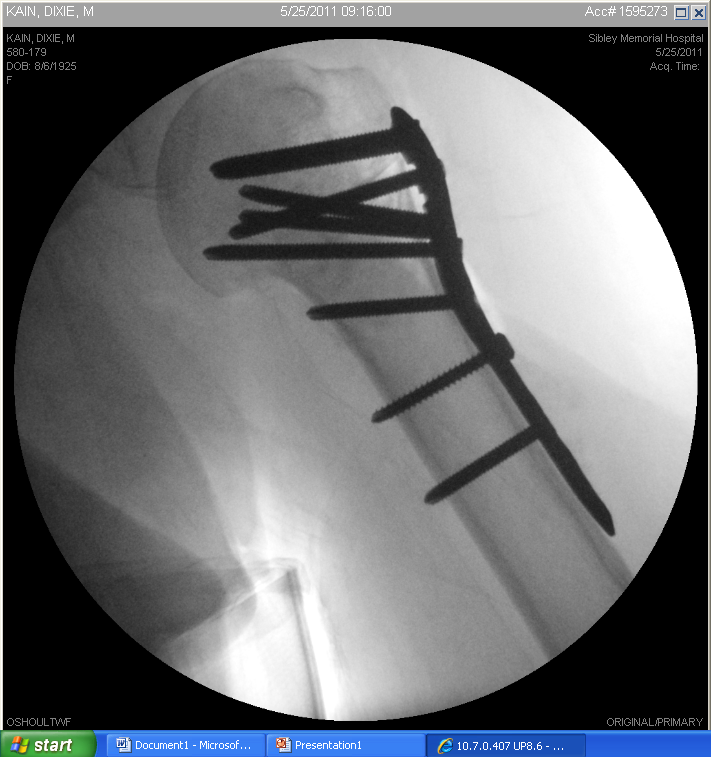 KAIN, DIXIE, M 5/25/2011 09:16:00 Acc# 1595273
KAIN, DIXIE, M
580-179
DOB: 8/6/1925
F
Sibley Memorial Hospital
5/25/2011
Acq. Time:
OSHOULTWF
ORIGINAL/PRIMARY
start Document1 - Microsof... Presentation1 10.7.0.407 UP8.6 - ...